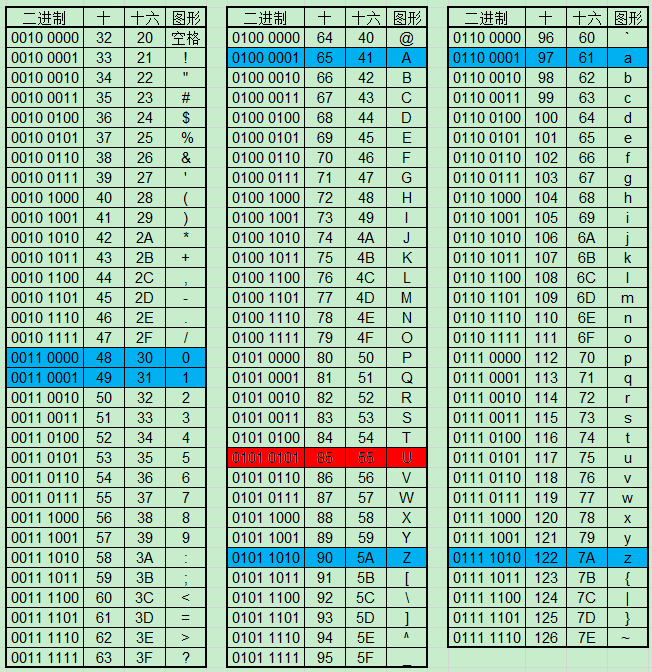 二进制 十 十六 图形 二进制 十 十六 图形 二进制 十 十六 图形
0010 0000 32 20 空格 0100 0000 64 40 @ 0110 0000 96 60 `
0010 0001 33 21 ! 0100 0001 65 41 A 0110 0001 97 61 a
0010 0010 34 22 " 0100 0010 66 42 B 0110 0010 98 62 b
0010 0011 35 23 # 0100 0011 67 43 C 0110 0011 99 63 c
0010 0100 36 24 $ 0100 0100 68 44 D 0110 0100 100 64 d
0010 0101 37 25 % 0100 0101 69 45 E 0110 0101 101 65 e
0010 0110 38 26 & 0100 0110 70 46 F 0110 0110 102 66 f
0010 0111 39 27 ' 0100 0111 71 47 G 0110 0111 103 67 g
0010 1000 40 28 ( 0100 1000 72 48 H 0110 1000 104 68 h
0010 1001 41 29 ) 0100 1001 73 49 I 0110 1001 105 69 i
0010 1010 42 2A * 0100 1010 74 4A J 0110 1010 106 6A j
0010 1011 43 2B + 0100 1011 75 4B K 0110 1011 107 6B k
0010 1100 44 2C , 0100 1100 76 4C L 0110 1100 108 6C l
0010 1101 45 2D - 0100 1101 77 4D M 0110 1101 109 6D m
0010 1110 46 2E . 0100 1110 78 4E N 0110 1110 110 6E n
0010 1111 47 2F / 0100 1111 79 4F O 0110 1111 111 6F o
0011 0000 48 30 0 0101 0000 80 50 P 0111 0000 112 70 p
0011 0001 49 31 1 0101 0001 81 51 Q 0111 0001 113 71 q
0011 0010 50 32 2 0101 0010 82 52 R 0111 0010 114 72 r
0011 0011 51 33 3 0101 0011 83 53 S 0111 0011 115 73 s
0011 0100 52 34 4 0101 0100 84 54 T 0111 0100 116 74 t
0011 0101 53 35 5 0101 0101 85 55 U 0111 0101 117 75 u
0011 0110 54 36 6 0101 0110 86 56 V 0111 0110 118 76 v
0011 0111 55 37 7 0101 0111 87 57 W 0111 0111 119 77 w
0011 1000 56 38 8 0101 1000 88 58 X 0111 1000 120 78 x
0011 1001 57 39 9 0101 1001 89 59 Y 0111 1001 121 79 y
0011 1010 58 3A : 0101 1010 90 5A Z 0111 1010 122 7A z
0011 1011 59 3B ; 0101 1011 91 5B [ 0111 1011 123 7B {
0011 1100 60 3C < 0101 1100 92 5C \ 0111 1100 124 7C |
0011 1101 61 3D = 0101 1101 93 5D ] 0111 1101 125 7D }
0011 1110 62 3E > 0101 1110 94 5E ^ 0111 1110 126 7E ~
0011 1111 63 3F ? 0101 1111 95 5F _